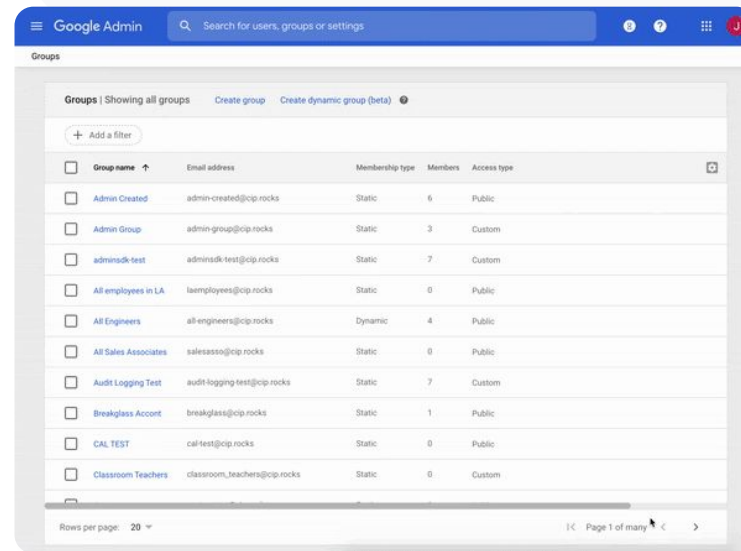 Google Admin Search for users, groups or settings J
Groups
Groups | Showing all groups Create group Create dynamic group (beta)
Add a filter
Group name Email address Membership type Members Access type
Admin Created admin-created@cip.rocks Static 6 Public
Admin Group admin-group@cip.rocks Static 3 Custom
adminsdk-test adminsdk-test@cip.rocks Static 7 Custom
All employees in LA laemployees@cip.rocks Static 0 Public
All Engineers all-engineers@cip.rocks Dynamic 4 Public
All Sales Associates salesasso@cip.rocks Static 0 Public
Audit Logging Test audit-logging-test@cip.rocks Static 7 Custom
Breakglass Accont breakglass@cip.rocks Static 1 Public
CAL TEST cal-test@cip.rocks Static 0 Public
Classroom Teachers classroom_teachers@cip.rocks Static 0 Custom
Rows per page: 20 Page 1 of many